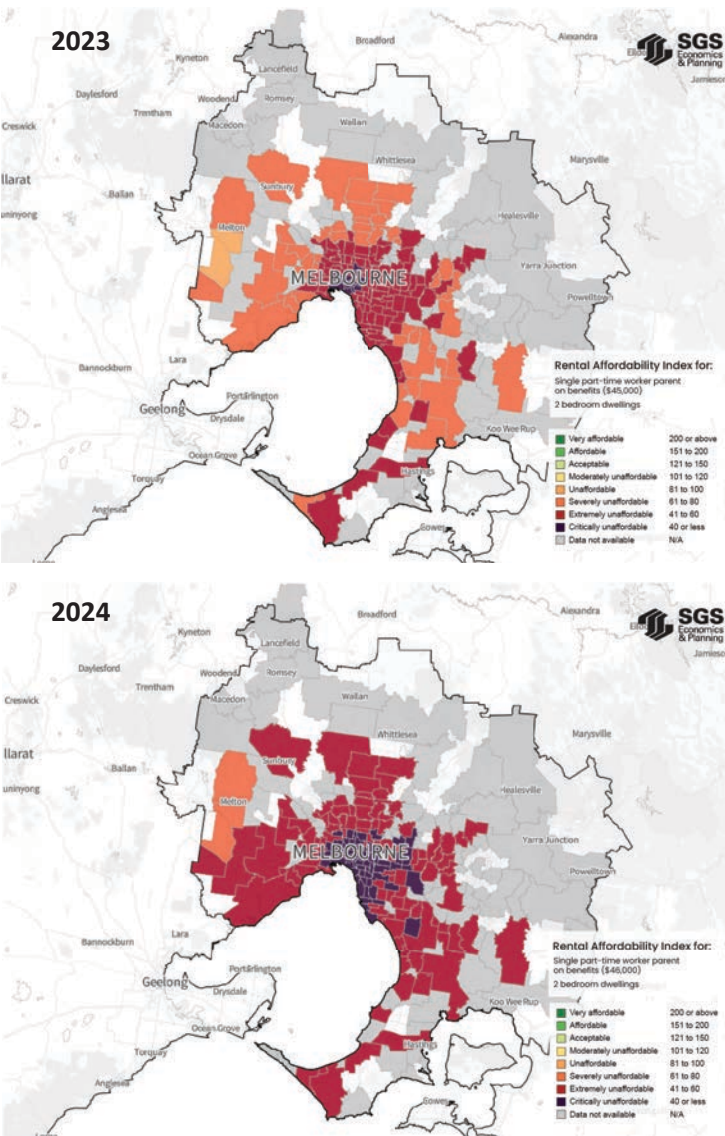 2023
SGS
Economics
& Planning
Broadford
Alexandra
Kyneton
Jamieson
Lancefield
Daylesford
Woodend
Romsey
Trentham
Macedon
Wallan
Creswick
Whittlesea
Marysville
llarat
Sunbury
Ballan
uninyong
Healesville
Melton
MELBOURNE
Yarra Junction
Powelltown
Bannockburn
Lara
Rental Affordability Index for:
Single part-time worker parent
on benefits ($45,000)
2 bedroom dwellings
Geelong
Portarlington
Drysdale
Koo Wee Rup
Ocean Grove
Hastings
Torquay
Anglesea
Cowes
Very affordable 200 or above
Affordable 151 to 200
Acceptable 121 to 150
Moderately unaffordable 101 to 120
Unaffordable 81 to 100
Severely unaffordable 61 to 80
Extremely unaffordable 41 to 60
Critically unaffordable 40 or less
Data not available N/A
2024
SGS
Economics
& Planning
Broadford
Alexandra
Kyneton
Jamieso
Lancefield
Daylesford
Woodend
Romsey
Trentham
Macedon
Wallan
Creswick
Whittlesea
Marysville
llarat
Sunbury
Ballan
uninyong
Healesville
Melton
MELBOURNE
Yarra Junction
Powelltown
Bannockburn
Lara
Rental Affordability Index for:
Single part-time worker parent
on benefits ($46,000)
2 bedroom dwellings
Geelong
Portarlington
Drysdale
Koo Wee Rup
Ocean Grove
Hastings
Torquay
Anglesea
Cowes
Very affordable 200 or above
Affordable 151 to 200
Acceptable 121 to 150
Moderately unaffordable 101 to 120
Unaffordable 81 to 100
Severely unaffordable 61 to 80
Extremely unaffordable 41 to 60
Critically unaffordable 40 or less
Data not available N/A